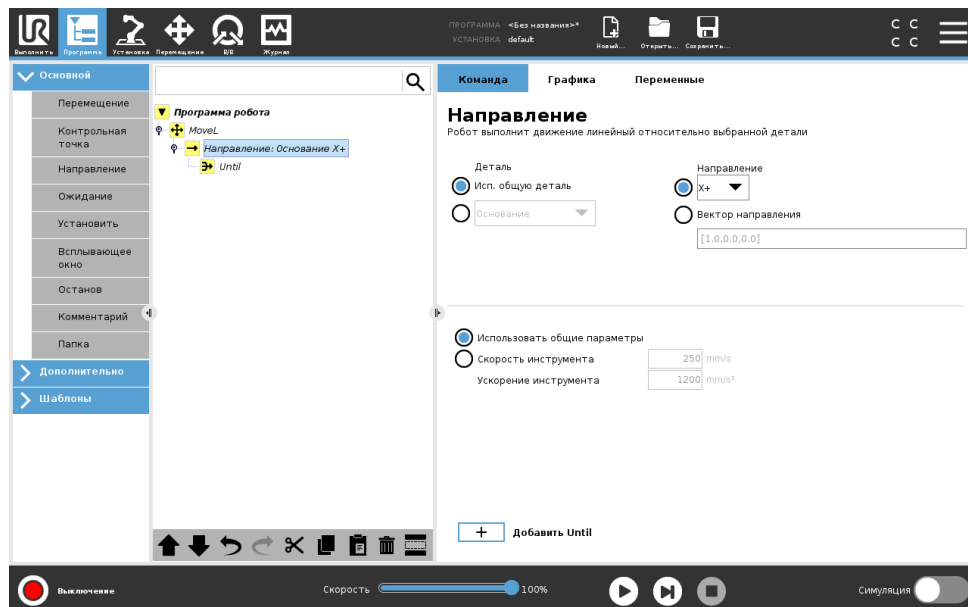 UR
ПРОГРАММА <Без названия>*
УСТАНОВКА default
Выполнить Программа Установка Перемещение В/В Журнал
Новый... Открыть... Сохранить...
C C
C C
Основной
Перемещение
Контрольная
точка
Направление
Ожидание
Установить
Всплывающее
окно
Останов
Комментарий
Папка
Дополнительно
Шаблоны
Программа робота
MoveL
Направление: Основание X+
Until
Команда Графика Переменные
Направление
Робот выполнит движение линейный относительно выбранной детали
Деталь
Исп. общую деталь
Основание
Направление
X+
Вектор направления
[1.0,0.0,0.0]
Использовать общие параметры
Скорость инструмента 250 mm/s
Ускорение инструмента 1200 mm/s²
+ Добавить Until
Выключение
Скорость 100%
Симуляция